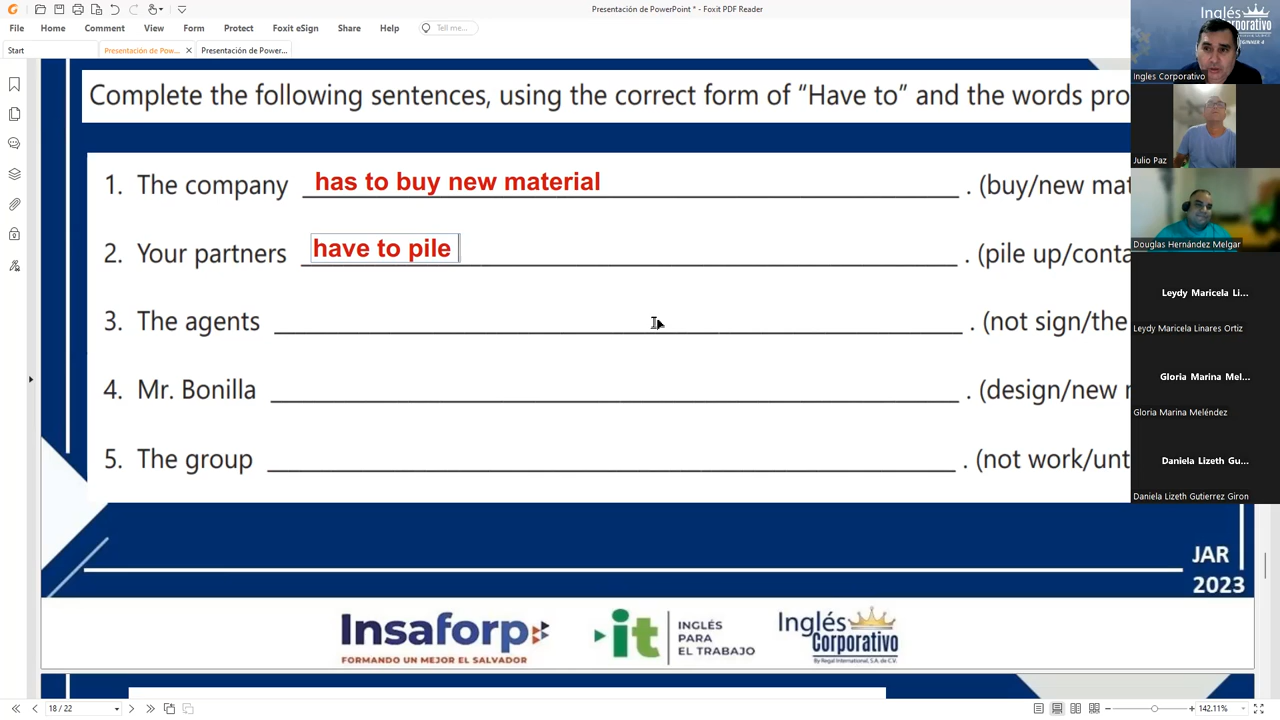 Presentación de PowerPoint * - Foxit PDF Reader
File Home Comment View Form Protect Foxit eSign Share Help Tell me...
Start Presentación de Pow... Presentación de Power...
Complete the following sentences, using the correct form of “Have to” and the words pro
1. The company has to buy new material . (buy/new mat
2. Your partners have to pile . (pile up/conta
3. The agents . (not sign/the
4. Mr. Bonilla . (design/new
5. The group . (not work/unt
JAR
2023
Insaforp
FORMANDO UN MEJOR EL SALVADOR
it INGLÉS PARA EL TRABAJO
Inglés Corporativo
By Regal International, S.A. de C.V.
18 / 22
142.11%
Inglés Corporativo
Ingles Corporativo
Julio Paz
Douglas Hernández Melgar
Leydy Maricela Li...
Leydy Maricela Linares Ortiz
Gloria Marina Mel...
Gloria Marina Meléndez
Daniela Lizeth Gu...
Daniela Lizeth Gutierrez Giron